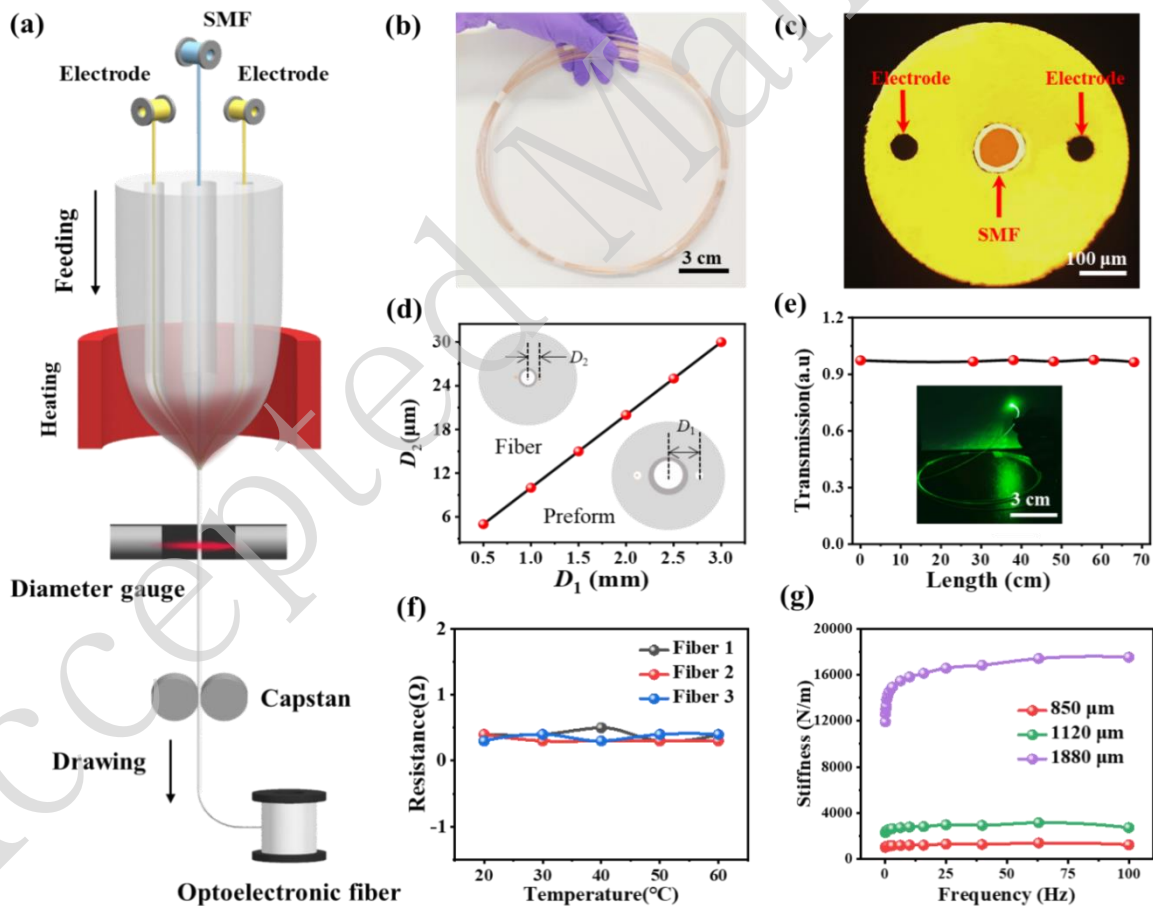 (a)
SMF
Electrode
Electrode
Feeding
Heating
Diameter gauge
Capstan
Drawing
Optoelectronic fiber
(b)
3 cm
(c)
Electrode
Electrode
SMF
100 µm
(d)
30
24
18
12
6
D₂(µm)
D₂
Fiber
D₁
Preform
0.5 1.0 1.5 2.0 2.5 3.0
D₁ (mm)
(e)
1.2
0.9
0.6
0.3
0.0
Transmission(a.u)
3 cm
0 10 20 30 40 50 60 70
Length (cm)
(f)
2
1
0
-1
Resistance(Ω)
Fiber 1
Fiber 2
Fiber 3
20 30 40 50 60
Temperature(°C)
(g)
20000
16000
12000
8000
4000
0
Stiffness (N/m)
850 µm
1120 µm
1880 µm
0 25 50 75 100
Frequency (Hz)
ccepted Man